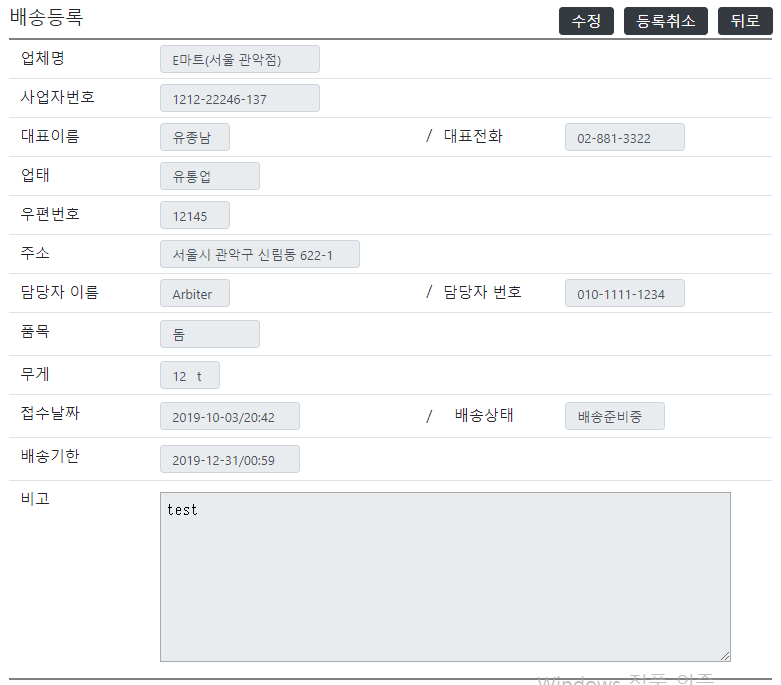 배송등록 수정 등록취소 뒤로
업체명 E마트(서울 관악점)
사업자번호 1212-22246-137
대표이름 유종남 / 대표전화 02-881-3322
업태 유통업
우편번호 12145
주소 서울시 관악구 신림동 622-1
담당자 이름 Arbiter / 담당자 번호 010-1111-1234
품목 돔
무게 12 t
접수날짜 2019-10-03/20:42 / 배송상태 배송준비중
배송기한 2019-12-31/00:59
비고 test
Windows 정품 인증